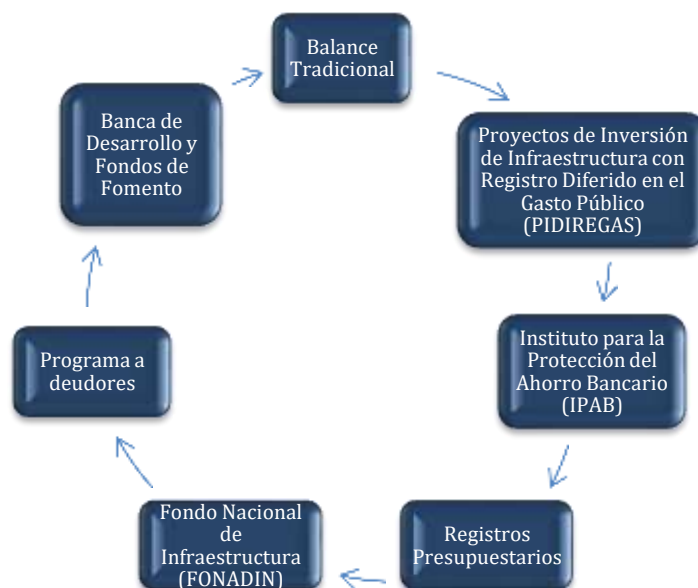 Balance
Tradicional
Proyectos de Inversión
de Infraestructura con
Registro Diferido en el
Gasto Público
(PIDIREGAS)
Instituto para la
Protección del
Ahorro Bancario
(IPAB)
Registros
Presupuestarios
Fondo Nacional
de
Infraestructura
(FONADIN)
Programa a
deudores
Banca de
Desarrollo y
Fondos de
Fomento